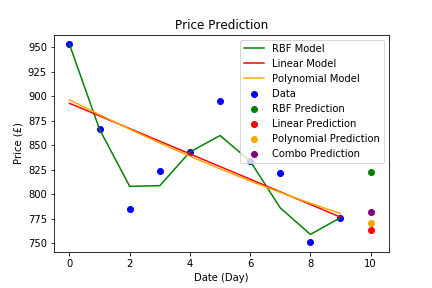 Price Prediction
RBF Model
Linear Model
Polynomial Model
Data
RBF Prediction
Linear Prediction
Polynomial Prediction
Combo Prediction
Price (£)
950
925
900
875
850
825
800
775
750
0 2 4 6 8 10
Date (Day)